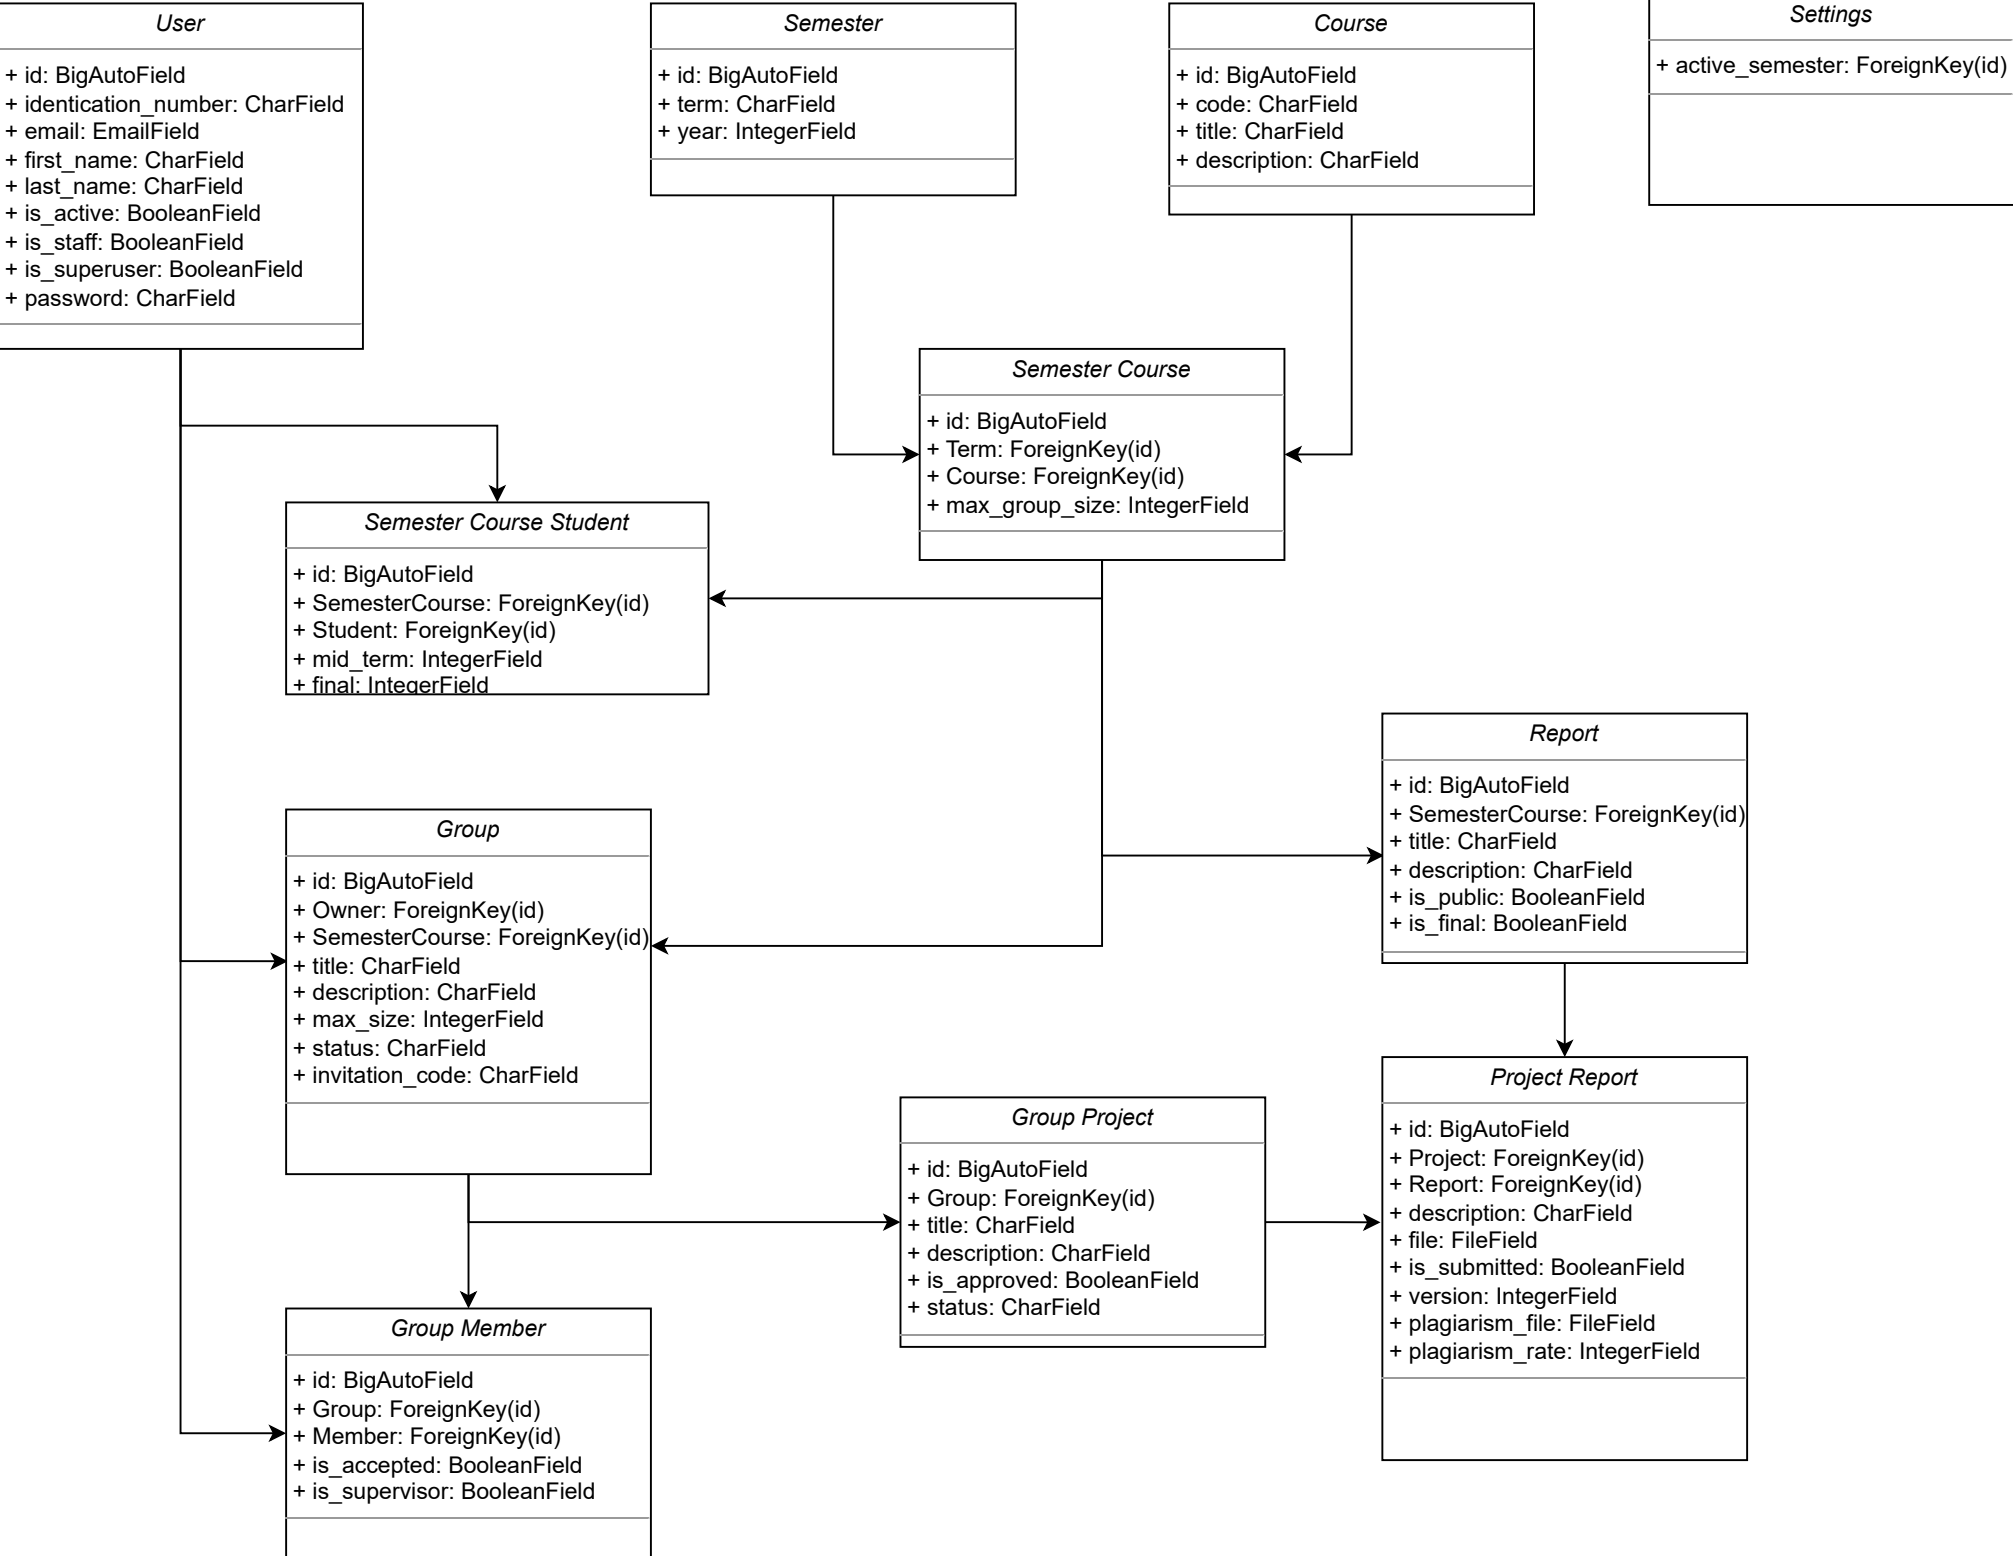 User
+ id: BigAutoField
+ identication_number: CharField
+ email: EmailField
+ first_name: CharField
+ last_name: CharField
+ is_active: BooleanField
+ is_staff: BooleanField
+ is_superuser: BooleanField
+ password: CharField
Semester
+ id: BigAutoField
+ term: CharField
+ year: IntegerField
Course
+ id: BigAutoField
+ code: CharField
+ title: CharField
+ description: CharField
Settings
+ active_semester: ForeignKey(id)
Semester Course
+ id: BigAutoField
+ Term: ForeignKey(id)
+ Course: ForeignKey(id)
+ max_group_size: IntegerField
Semester Course Student
+ id: BigAutoField
+ SemesterCourse: ForeignKey(id)
+ Student: ForeignKey(id)
+ mid_term: IntegerField
+ final: IntegerField
Report
+ id: BigAutoField
+ SemesterCourse: ForeignKey(id)
+ title: CharField
+ description: CharField
+ is_public: BooleanField
+ is_final: BooleanField
Group
+ id: BigAutoField
+ Owner: ForeignKey(id)
+ SemesterCourse: ForeignKey(id)
+ title: CharField
+ description: CharField
+ max_size: IntegerField
+ status: CharField
+ invitation_code: CharField
Project Report
+ id: BigAutoField
+ Project: ForeignKey(id)
+ Report: ForeignKey(id)
+ description: CharField
+ file: FileField
+ is_submitted: BooleanField
+ version: IntegerField
+ plagiarism_file: FileField
+ plagiarism_rate: IntegerField
Group Project
+ id: BigAutoField
+ Group: ForeignKey(id)
+ title: CharField
+ description: CharField
+ is_approved: BooleanField
+ status: CharField
Group Member
+ id: BigAutoField
+ Group: ForeignKey(id)
+ Member: ForeignKey(id)
+ is_accepted: BooleanField
+ is_supervisor: BooleanField